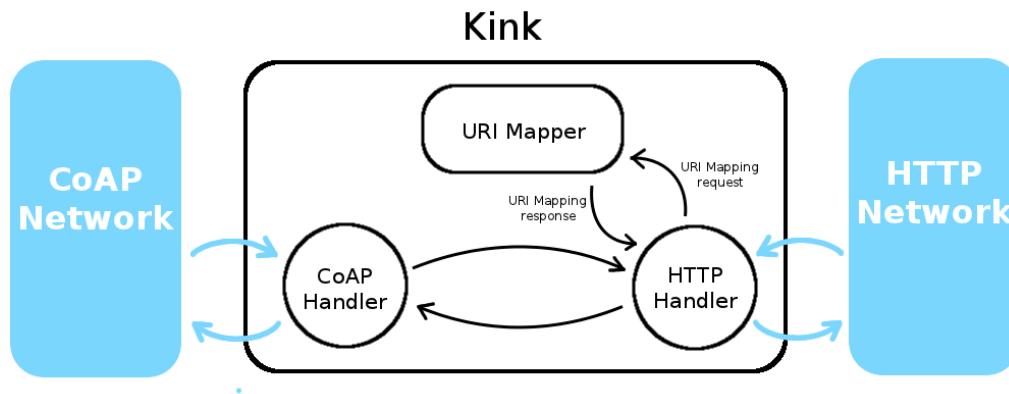 Kink
CoAP
Network
URI Mapper
URI Mapping
request
URI Mapping
response
CoAP
Handler
HTTP
Handler
HTTP
Network